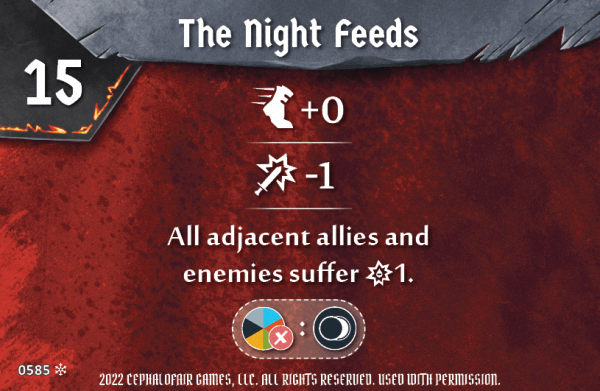 The Night Feeds
15
+0
-1
All adjacent allies and
enemies suffer 1.
:
0585
2022 CEPHALOFAIR GAMES, LLC. ALL RIGHTS RESERVED. USED WITH PERMISSION.